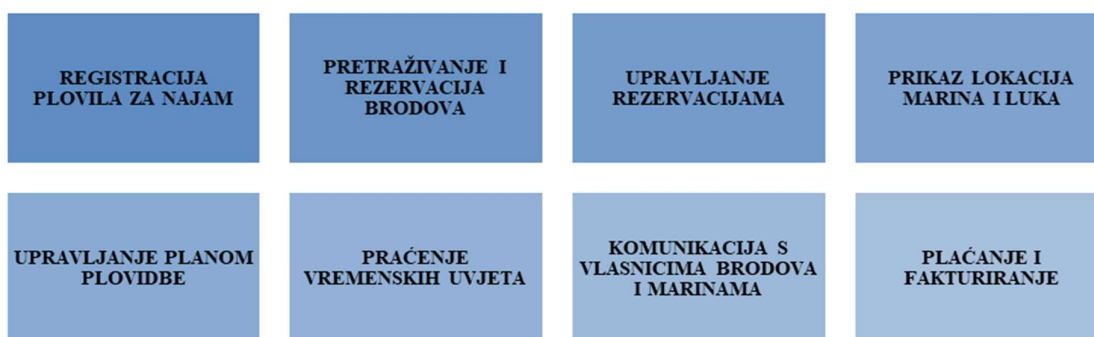 REGISTRACIJA
PLOVILA ZA NAJAM
PRETRAŽIVANJE I
REZERVACIJA
BRODOVA
UPRAVLJANJE
REZERVACIJAMA
PRIKAZ LOKACIJA
MARINA I LUKA
UPRAVLJANJE PLANOM
PLOVIDBE
PRAĆENJE
VREMENSKIH UVJETA
KOMUNIKACIJA S
VLASNICIMA BRODOVA
I MARINAMA
PLAĆANJE I
FAKTURIRANJE